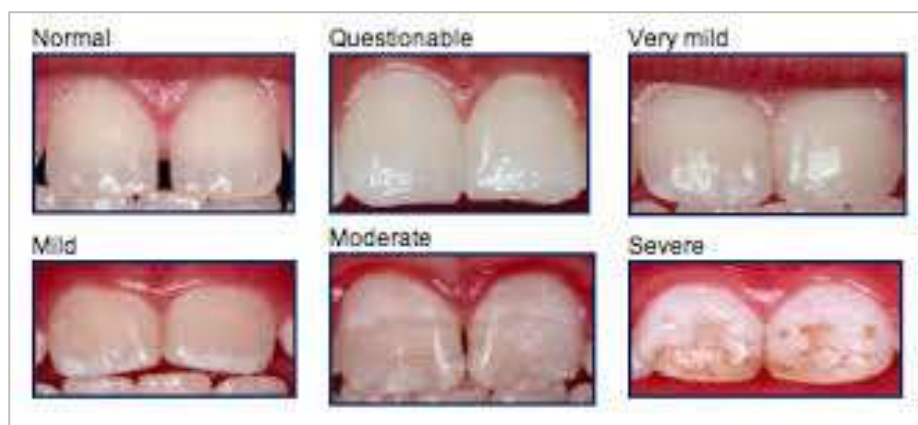 Normal
Questionable
Very mild
Mild
Moderate
Severe